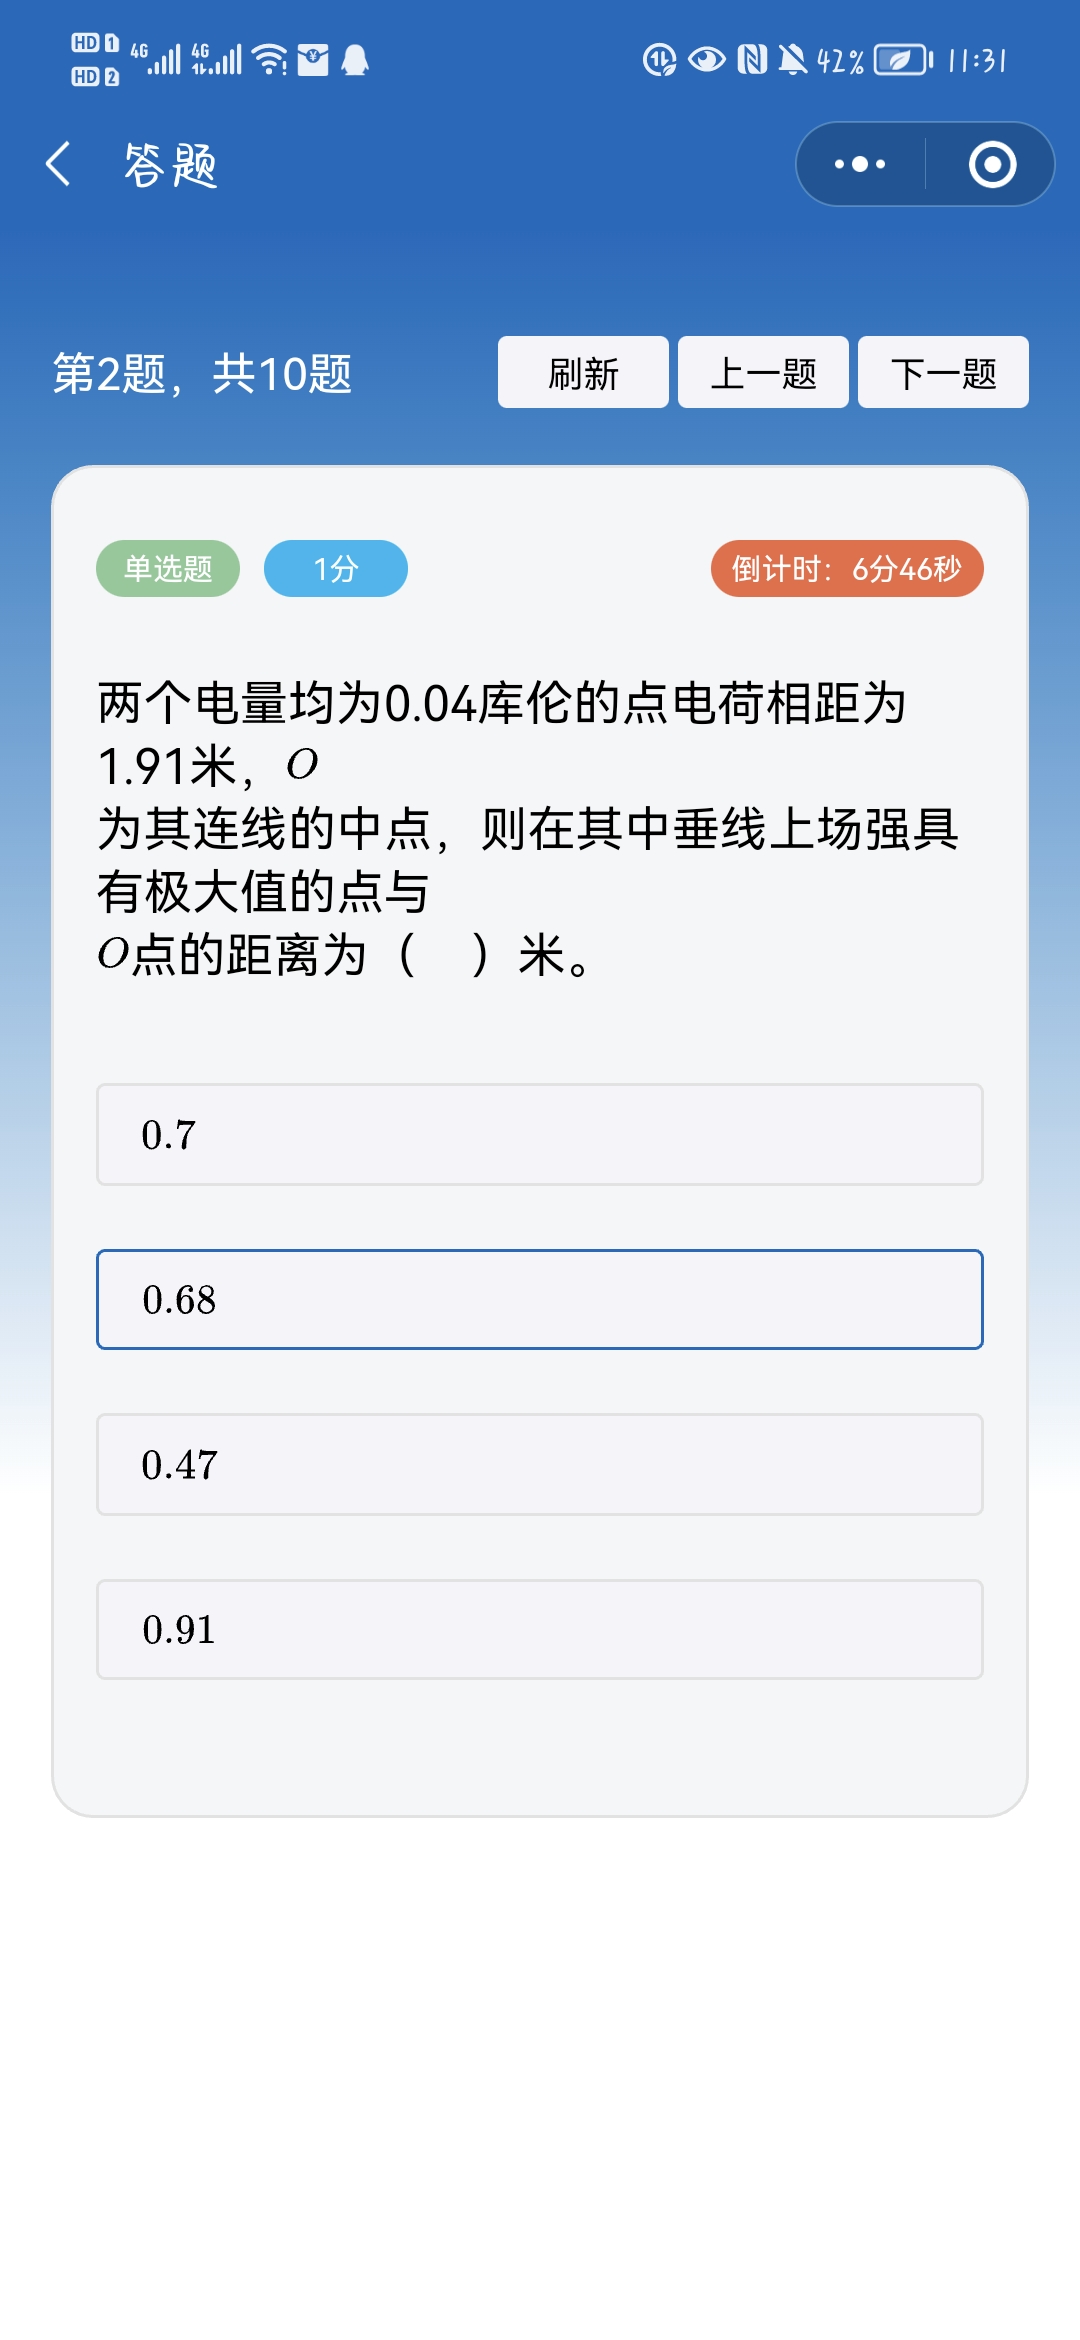 HD 1 4G 4G 42% 11:31
HD 2
答题
第2题，共10题 刷新 上一题 下一题
单选题 1分 倒计时：6分46秒
两个电量均为0.04库伦的点电荷相距为
1.91米，O
为其连线的中点，则在其中垂线上场强具
有极大值的点与
O点的距离为（ ）米。
0.7
0.68
0.47
0.91